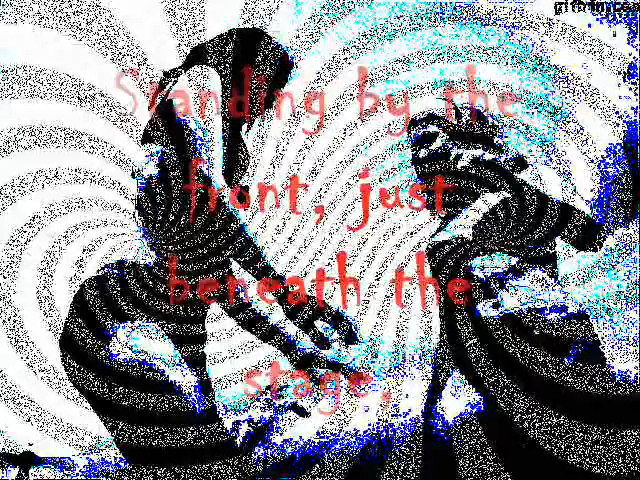 Standing by the
front, just
beneath the
stage.